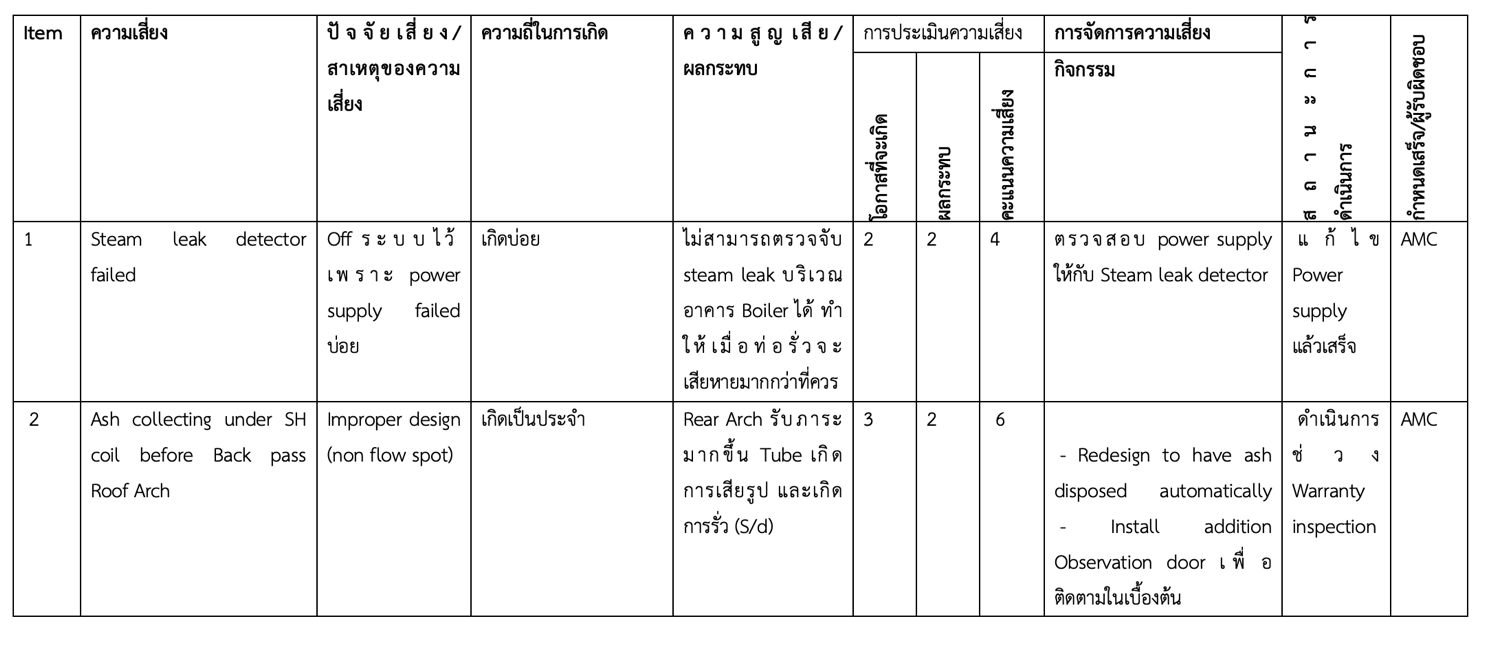 Item
ความเสี่ยง
ปัจจัยเสี่ยง/
สาเหตุของความ
เสี่ยง
ความถี่ในการเกิด
ความสูญเสีย/
ผลกระทบ
การประเมินความเสี่ยง
โอกาสที่จะเกิด
ผลกระทบ
คะแนนความเสี่ยง
การจัดการความเสี่ยง
กิจกรรม
สถานะการ
ดำเนินการ
กำหนดเสร็จ/ผู้รับผิดชอบ
1
Steam leak detector
failed
Off ระบบไว้
เพราะ power
supply failed
บ่อย
เกิดบ่อย
ไม่สามารถตรวจจับ
steam leak บริเวณ
อาคาร Boiler ได้ ทำ
ให้เมื่อท่อรั่วจะ
เสียหายมากกว่าที่ควร
2
2
4
ตรวจสอบ power supply
ให้กับ Steam leak detector
แก้ไข
Power
supply
แล้วเสร็จ
AMC
2
Ash collecting under SH
coil before Back pass
Roof Arch
Improper design
(non flow spot)
เกิดเป็นประจำ
Rear Arch รับภาระ
มากขึ้น Tube เกิด
การเสียรูป และเกิด
การรั่ว (S/d)
3
2
6
- Redesign to have ash
disposed automatically
- Install addition
Observation door เพื่อ
ติดตามในเบื้องต้น
ดำเนินการ
ช่วง
Warranty
inspection
AMC